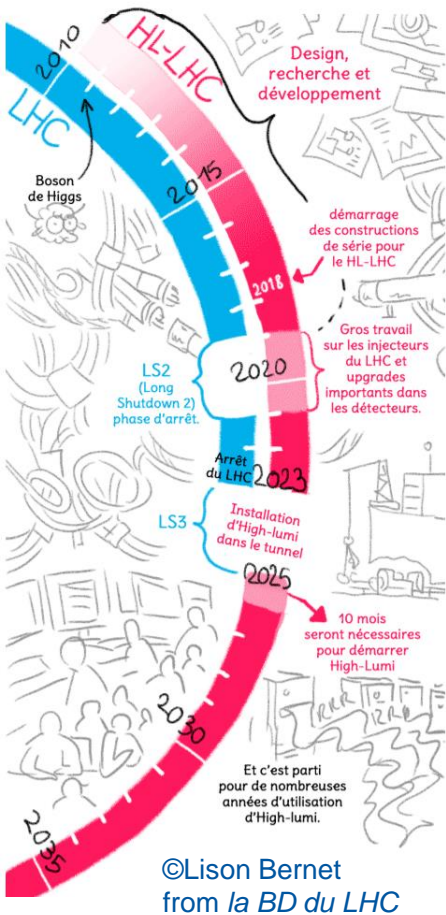 2010
HL-LHC
LHC
Design,
recherche et
développement
Boson
de Higgs
2015
démarrage
des constructions
de série pour
le HL-LHC
2018
Gros travail
sur les injecteurs
du LHC et
upgrades
importants dans
les détecteurs.
2020
LS2
(Long
Shutdown 2)
phase d'arrêt.
Arrêt
du LHC
2023
LS3
Installation
d'High-lumi
dans le tunnel
2025
10 mois
seront nécessaires
pour démarrer
High-Lumi
2030
Et c'est parti
pour de nombreuses
années d'utilisation
d'High-lumi.
2035
©Lison Bernet
from la BD du LHC